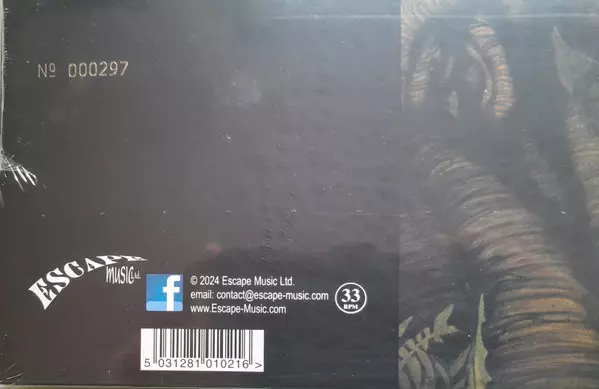 Nº 000297
ESCAPE
MUSIC Ltd.
f
© 2024 Escape Music Ltd.
email: contact@escape-music.com
www.Escape-Music.com
33
RPM
5 031281 010216 >